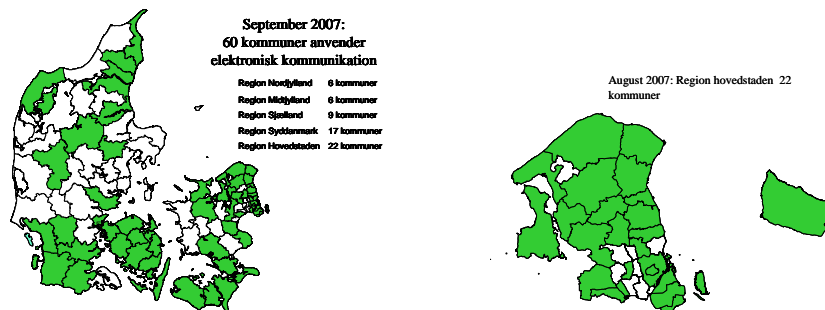 September 2007:
60 kommuner anvender
elektronisk kommunikation
Region Nordjylland 6 kommuner
Region Midtjylland 6 kommuner
Region Sjælland 9 kommuner
Region Syddanmark 17 kommuner
Region Hovedstaden 22 kommuner
August 2007: Region hovedstaden 22
kommuner